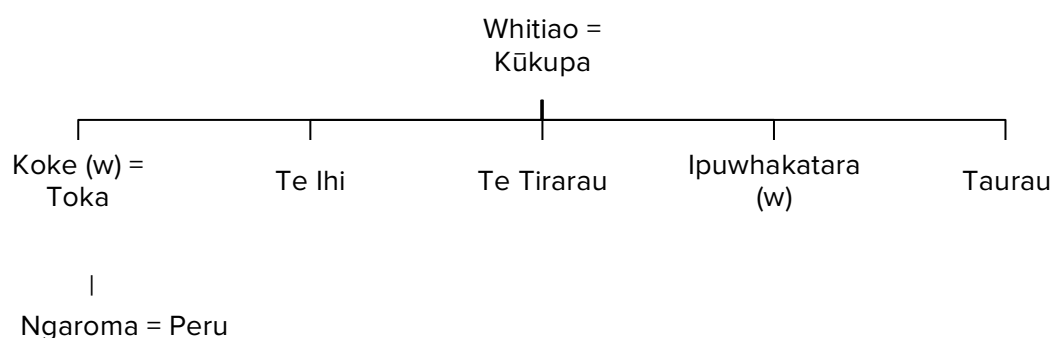 Whitiao =
Kūkupa
Koke (w) =
Toka
Te Ihi
Te Tirarau
Ipuwhakatara
(w)
Taurau
Ngaroma = Peru